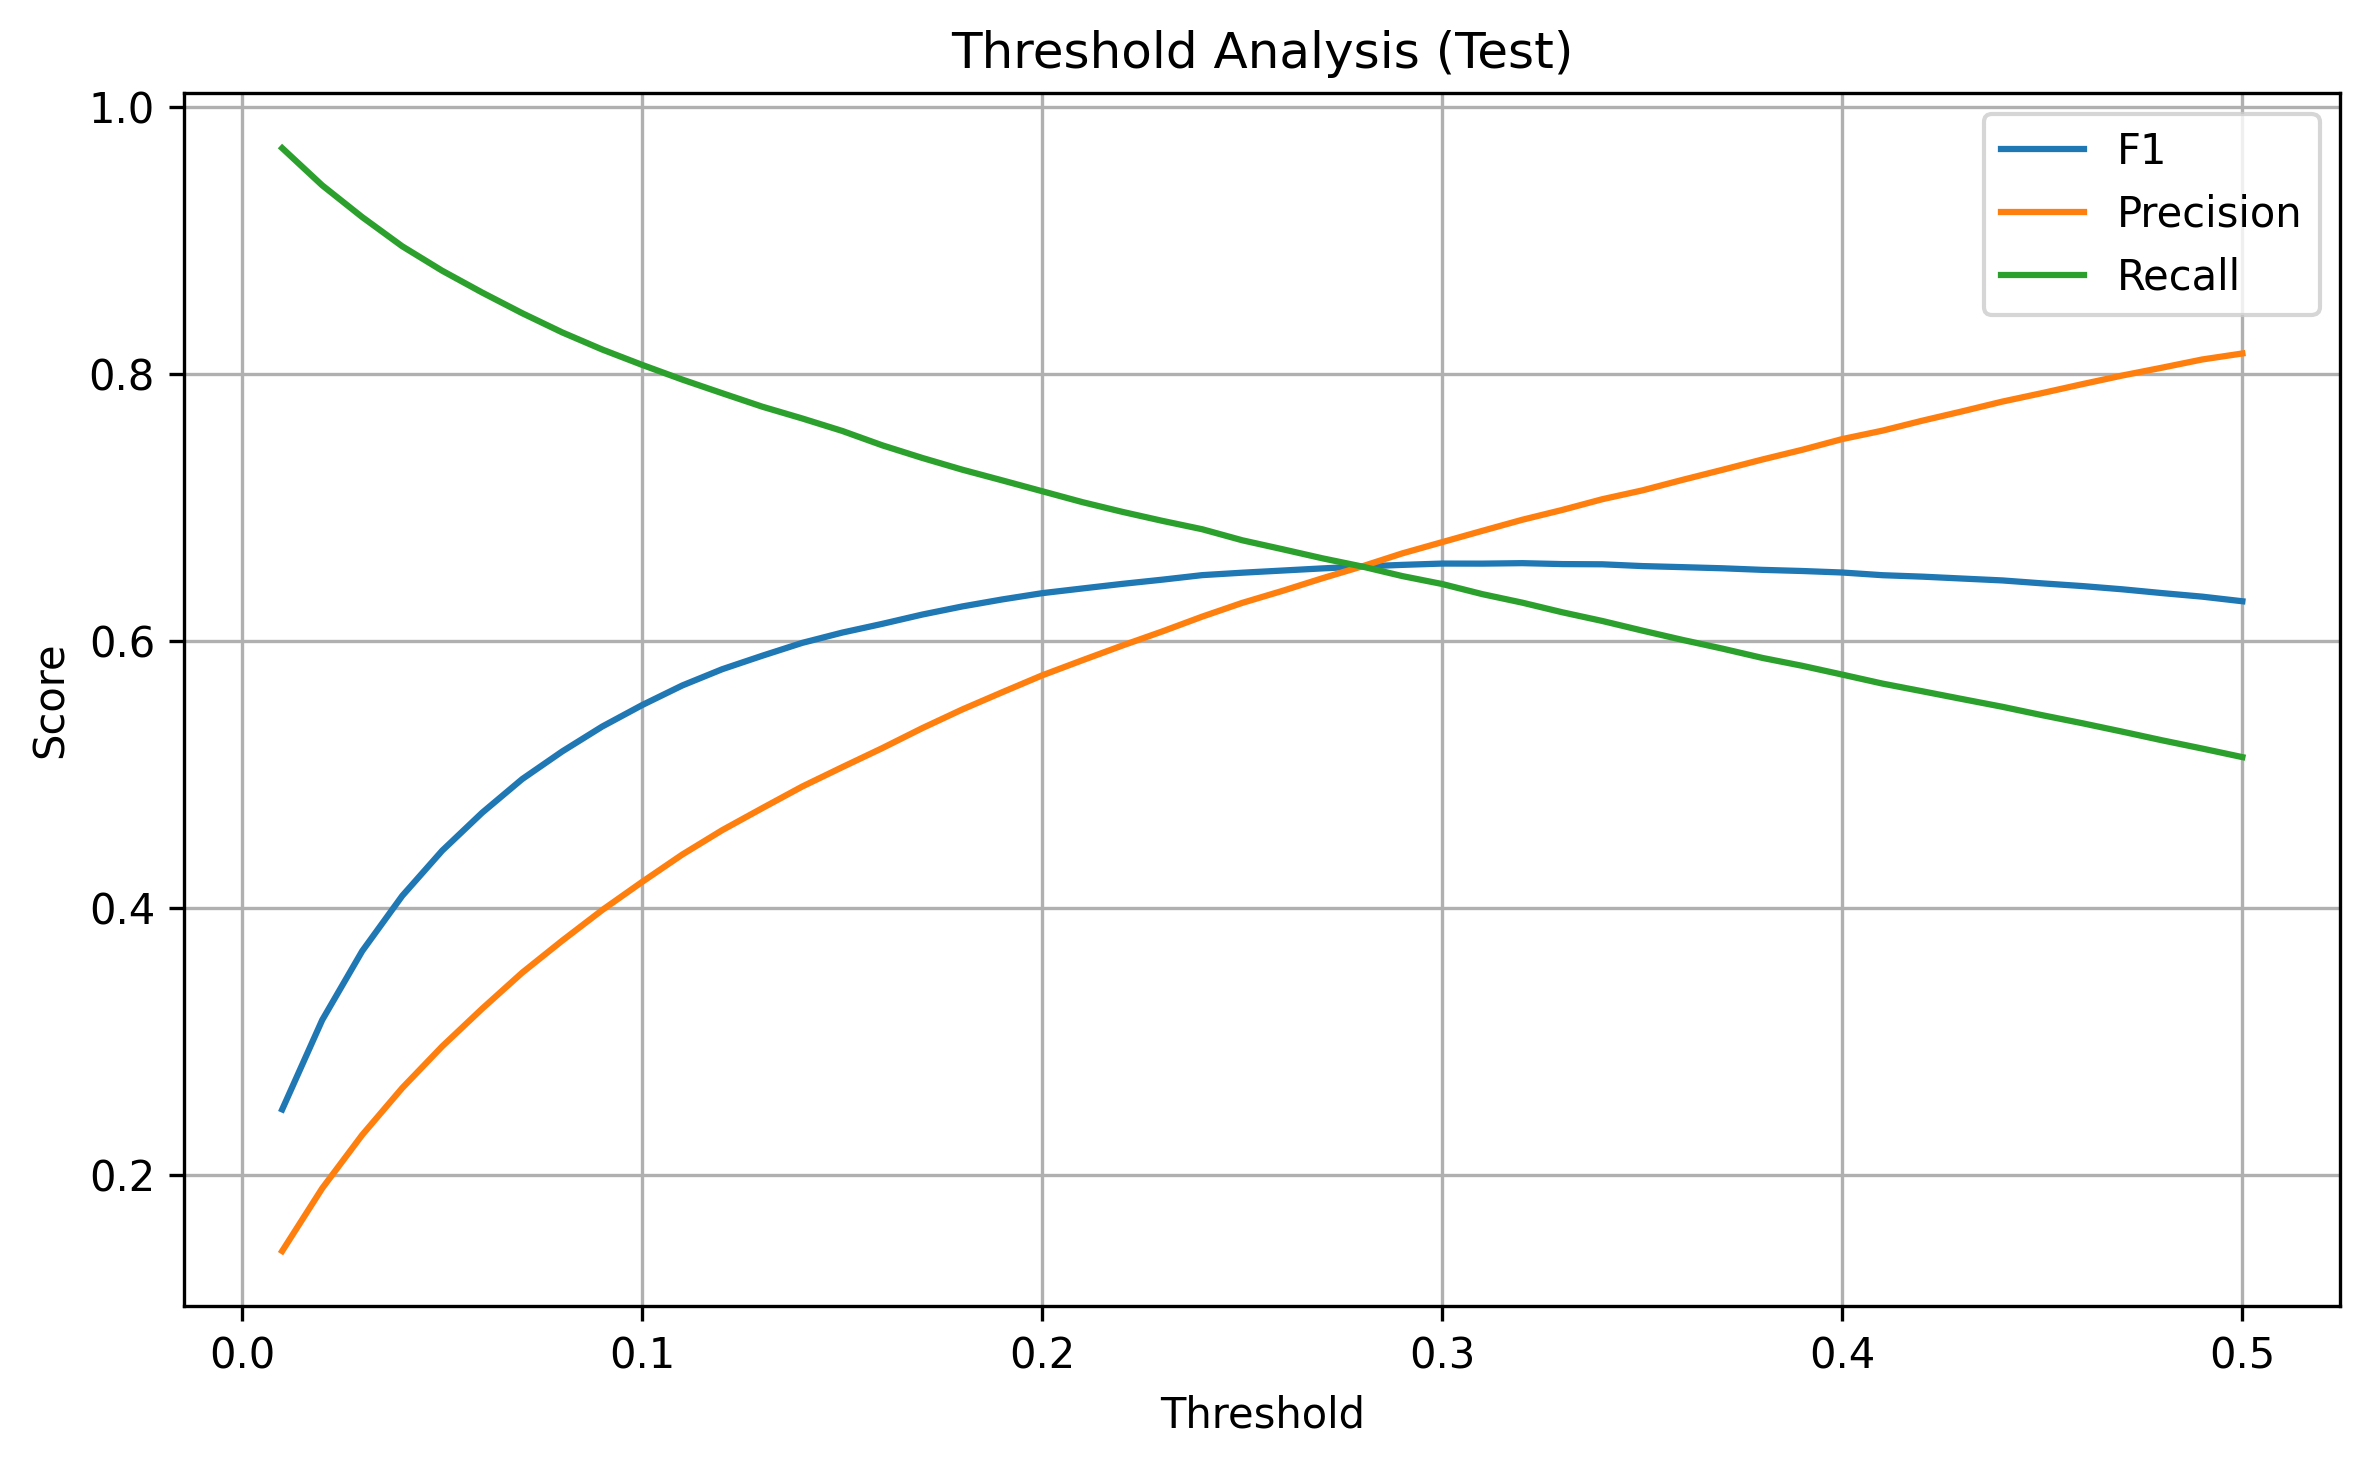 Threshold Analysis (Test)
1.0
0.8
0.6
0.4
0.2
Score
F1
Precision
Recall
0.0 0.1 0.2 0.3 0.4 0.5
Threshold